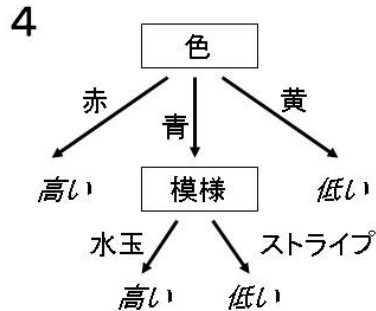 4
色
赤 青 黄
高い 模様 低い
水玉 ストライプ
高い 低い